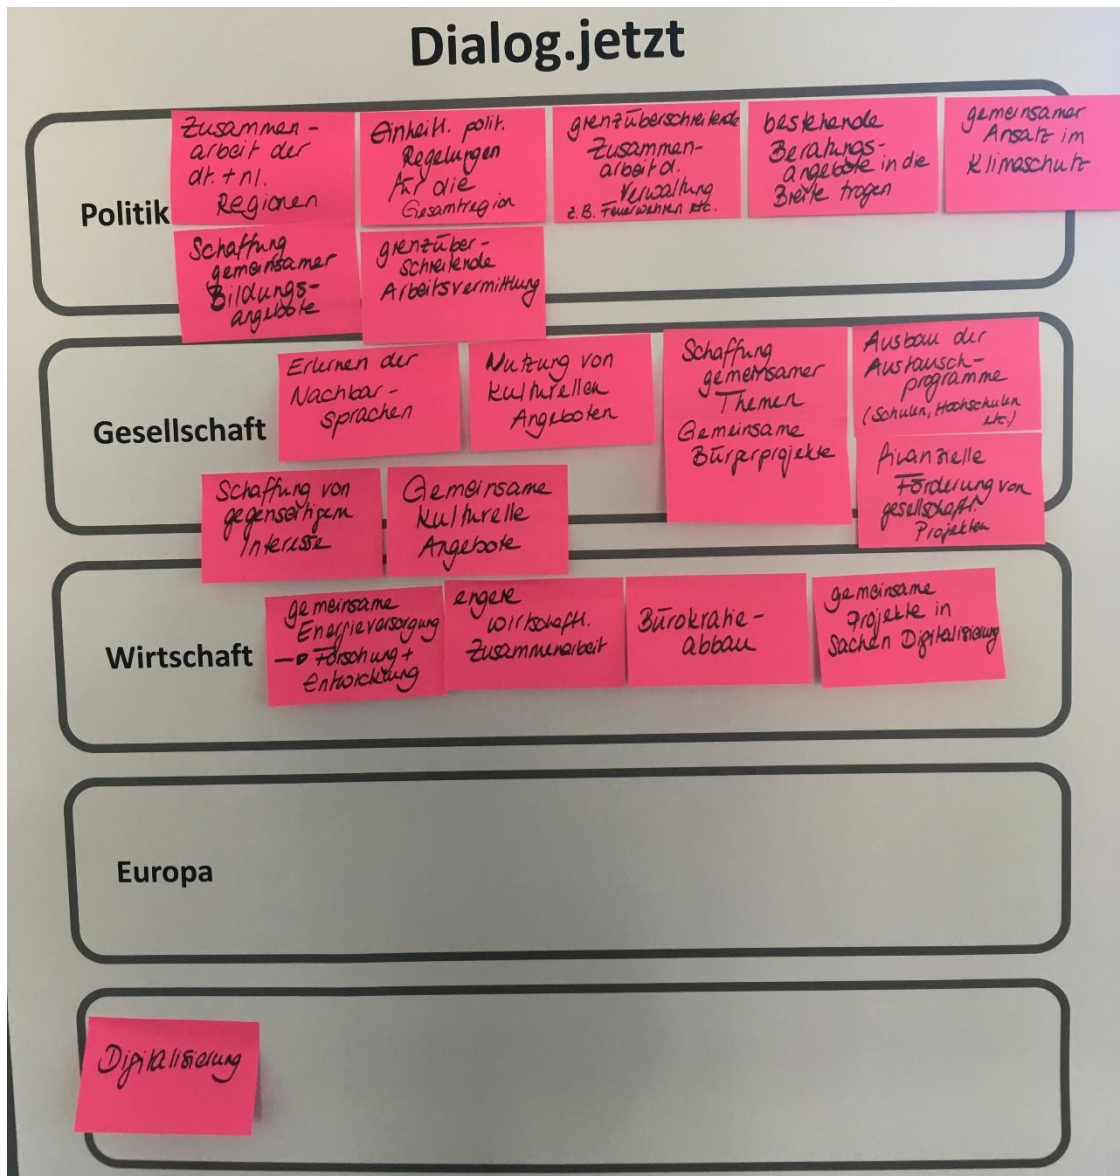 Dialog.jetzt
Politik
Zusammen-
arbeit der
dt. + nl.
Regionen
Einheitl. polit.
Regelungen
für die
Gesamtregion
grenzüberschreitende
Zusammen-
arbeit d.
Verwaltung
z.B. Feuerwehren etc.
bestehende
Beratungs-
angebote in die
Breite tragen
gemeinsamer
Ansatz im
Klimaschutz
Schaffung
gemeinsamer
Bildungs-
angebote
grenzüber-
schreitende
Arbeitsvermittlung
Gesellschaft
Erlernen der
Nachbar-
sprachen
Nutzung von
kulturellen
Angeboten
Schaffung
gemeinsamer
Themen
Gemeinsame
Bürgerprojekte
Ausbau der
Austausch-
programme
(Schulen, Hochschulen
etc.)
finanzielle
Förderung von
gesellschaftl.
Projekten
Schaffung von
gegenseitigem
Interesse
Gemeinsame
kulturelle
Angebote
Wirtschaft
gemeinsame
Energieversorgung
→ Forschung +
Entwicklung
engere
wirtschaftl.
Zusammenarbeit
Bürokratie-
abbau
gemeinsame
Projekte in
Sachen Digitalisierung
Europa
Digitalisierung